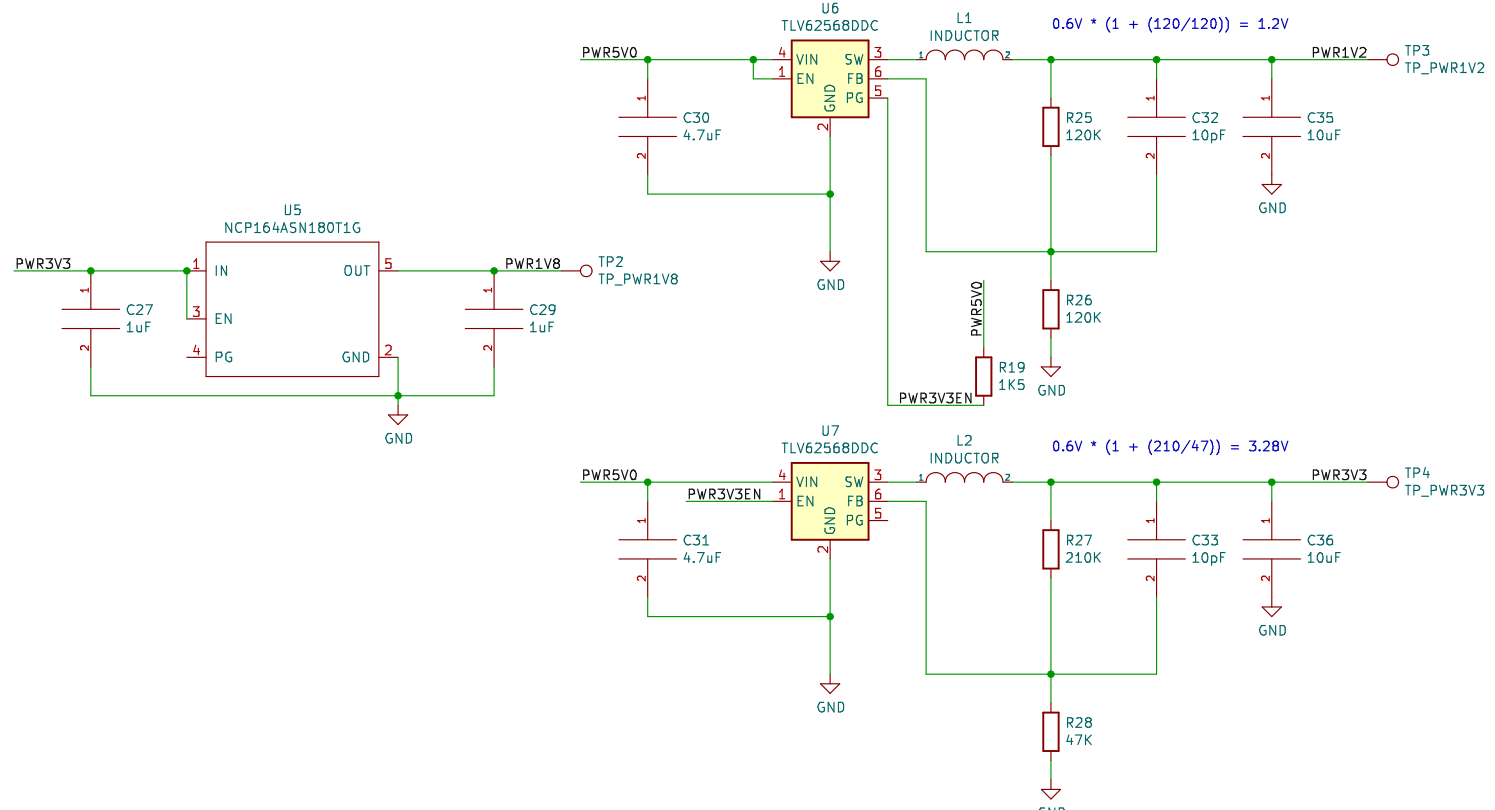 U6
TLV62568DDC
L1
INDUCTOR
0.6V * (1 + (120/120)) = 1.2V
PWR5V0
4
VIN
1
EN
SW
3
FB
6
PG
5
GND
2
1
2
PWR1V2
TP3
TP_PWR1V2
1
C30
4.7uF
2
R25
120K
1
C32
10pF
2
1
C35
10uF
2
GND
GND
U5
NCP164ASN180T1G
PWR3V3
1
IN
3
EN
4
PG
OUT
5
GND
2
PWR1V8
TP2
TP_PWR1V8
1
C27
1uF
2
1
C29
1uF
2
GND
R26
120K
GND
PWR5V0
R19
1K5
PWR3V3EN
U7
TLV62568DDC
L2
INDUCTOR
0.6V * (1 + (210/47)) = 3.28V
PWR5V0
PWR3V3EN
4
VIN
1
EN
SW
3
FB
6
PG
5
GND
2
1
2
PWR3V3
TP4
TP_PWR3V3
1
C31
4.7uF
2
R27
210K
1
C33
10pF
2
1
C36
10uF
2
GND
GND
R28
47K